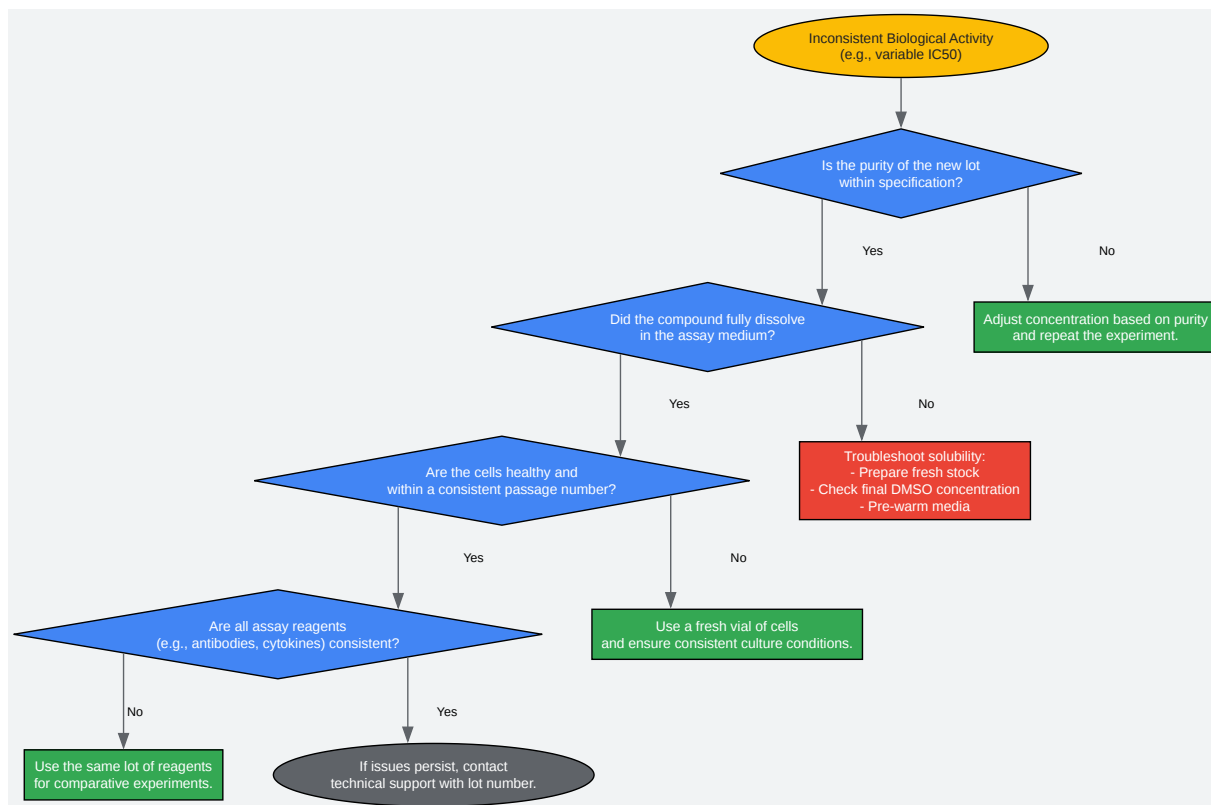 Inconsistent Biological Activity
(e.g., variable IC50)
Is the purity of the new lot
within specification?
Yes
No
Did the compound fully dissolve
in the assay medium?
Adjust concentration based on purity
and repeat the experiment.
Yes
No
Are the cells healthy and
within a consistent passage number?
Troubleshoot solubility:
- Prepare fresh stock
- Check final DMSO concentration
- Pre-warm media
Yes
No
Are all assay reagents
(e.g., antibodies, cytokines) consistent?
Use a fresh vial of cells
and ensure consistent culture conditions.
No
Yes
Use the same lot of reagents
for comparative experiments.
If issues persist, contact
technical support with lot number.